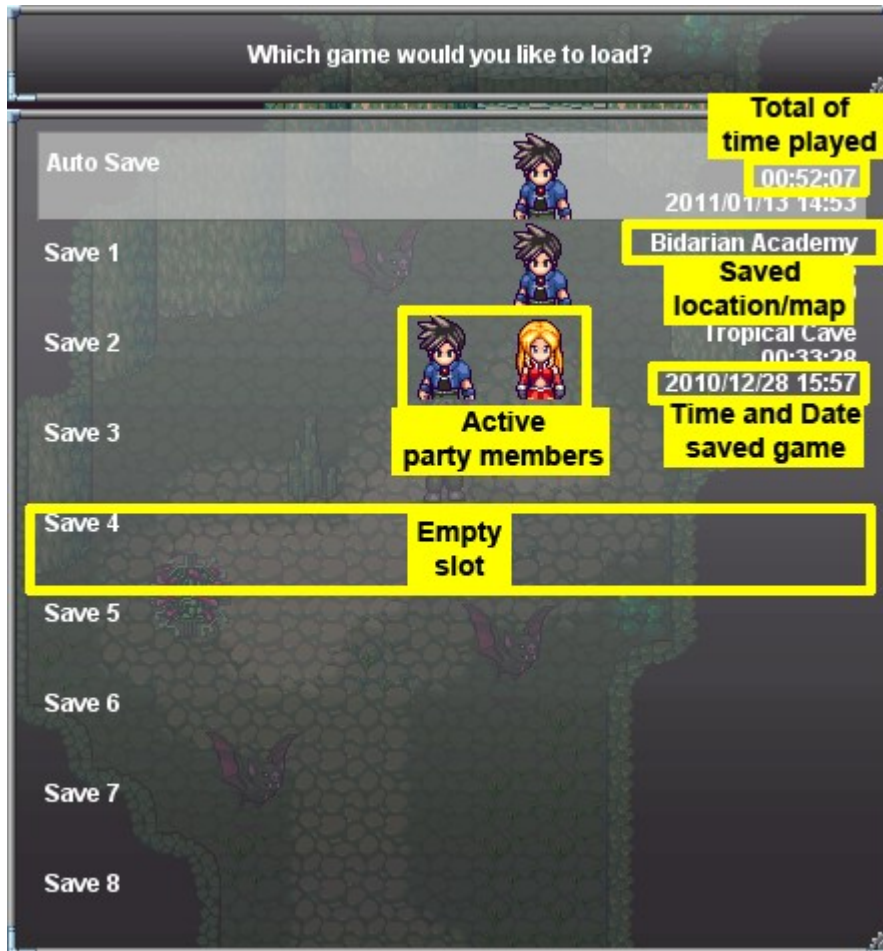 Which game would you like to load?
Total of
time played
Auto Save
00:52:07
2011/01/13 14:53
Save 1
Bidarian Academy
Saved
location/map
Save 2
Tropical Cave
00:33:28
2010/12/28 15:57
Active
party members
Time and Date
saved game
Save 3
Save 4
Empty
slot
Save 5
Save 6
Save 7
Save 8